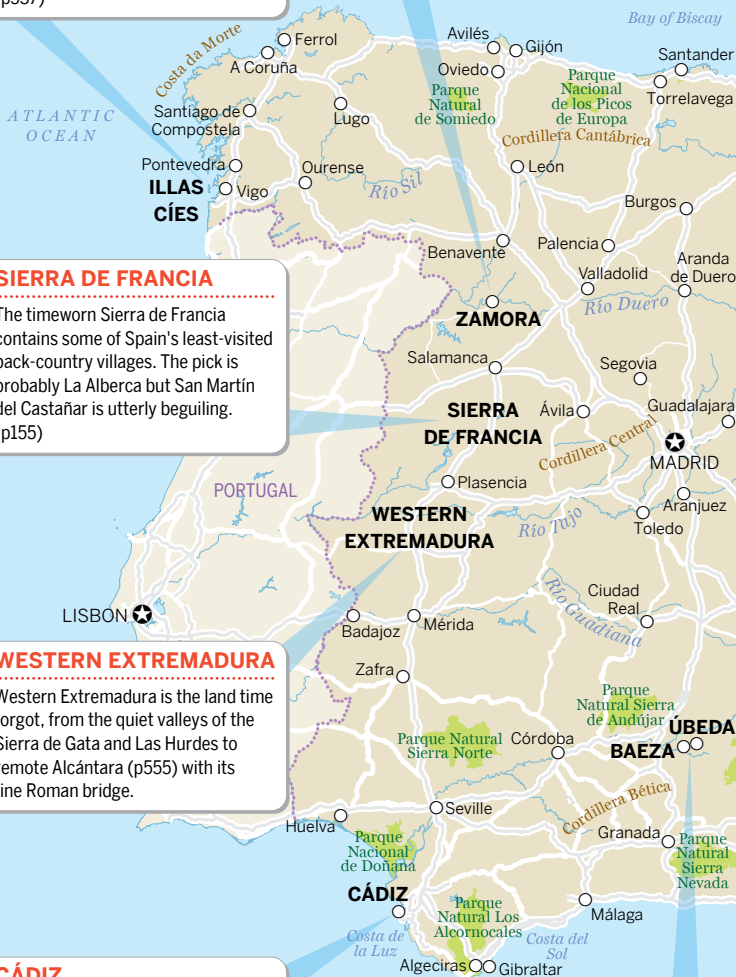 (p557)
Bay of Biscay
Costa da Morte
Ferrol
A Coruña
Avilés
Gijón
Oviedo
Santander
Torrelavega
Parque
Natural
de Somiedo
Parque
Nacional
de los Picos
de Europa
Cordillera Cantábrica
ATLANTIC
OCEAN
Santiago de
Compostela
Lugo
Pontevedra
Ourense
León
ILLAS
CÍES
Vigo
Río Sil
Burgos
Benavente
Palencia
Aranda
de Duero
Valladolid
Río Duero
ZAMORA
SIERRA DE FRANCIA
The timeworn Sierra de Francia
contains some of Spain's least-visited
back-country villages. The pick is
probably La Alberca but San Martín
del Castañar is utterly beguiling.
(p155)
Salamanca
Segovia
SIERRA
DE FRANCIA
Ávila
Guadalajara
Cordillera Central
MADRID
Plasencia
PORTUGAL
Aranjuez
WESTERN
EXTREMADURA
Río Tujo
Toledo
LISBON
Ciudad
Real
Río Guadiana
Badajoz
Mérida
WESTERN EXTREMADURA
Western Extremadura is the land time
forgot, from the quiet valleys of the
Sierra de Gata and Las Hurdes to
remote Alcántara (p555) with its
fine Roman bridge.
Zafra
Parque
Natural Sierra
de Andújar
ÚBEDA
BAEZA
Parque Natural
Sierra Norte
Córdoba
Cordillera Bética
Huelva
Seville
Granada
Parque
Nacional
de Doñana
Parque
Natural
Sierra
Nevada
CÁDIZ
Parque
Natural Los
Alcornocales
Málaga
Costa de
la Luz
Costa del
Sol
Algeciras
Gibraltar
CÁDIZ